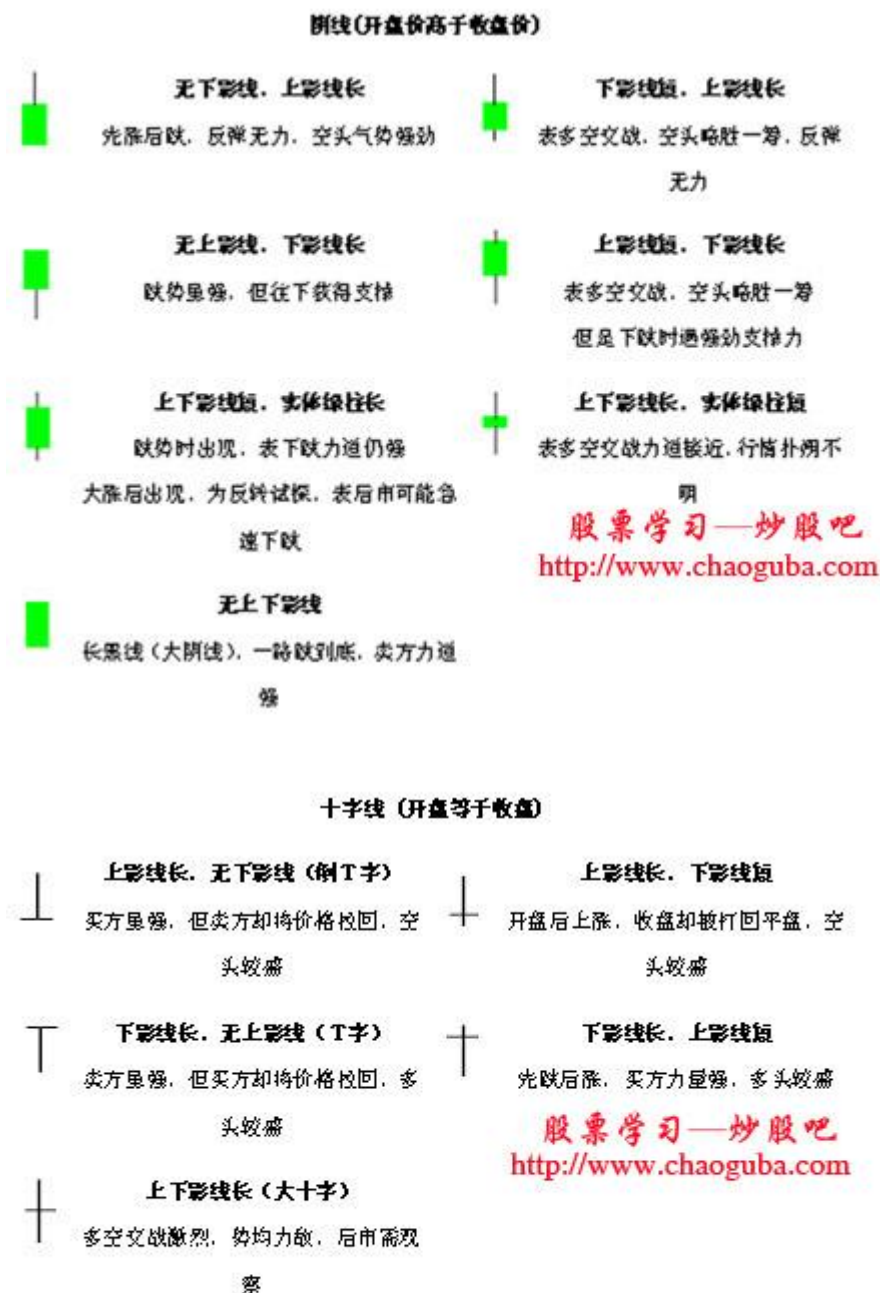 阴线(开盘价高于收盘价)
无下影线．上影线长
先涨后跌．反弹无力．空头气势强劲
下影线短．上影线长
表多空交战．空头略胜一筹．反弹
无力
无上影线．下影线长
跌势虽强．但往下获得支撑
上影线短．下影线长
表多空交战．空头略胜一筹
但是下跌时遇强劲支撑力
上下影线短．实体绿柱长
跌势时出现．表下跌力道仍强
大涨后出现．为反转试探．表后市可能急
速下跌
上下影线长．实体绿柱短
表多空交战力道接近．行情扑朔不
明
股票学习—炒股吧
http://www.chaoguba.com
无上下影线
长黑线（大阴线）．一路跌到底．卖方力道
强
十字线 (开盘等于收盘)
上影线长．无下影线（倒T字）
买方虽强．但卖方却将价格拉回．空
头较盛
上影线长．下影线短
开盘后上涨．收盘却被打回平盘．空
头较盛
下影线长．无上影线（T字）
卖方虽强．但买方却将价格拉回．多
头较盛
下影线长．上影线短
先跌后涨．买方力量强．多头较盛
股票学习—炒股吧
http://www.chaoguba.com
上下影线长（大十字）
多空交战激烈．势均力敌．后市需观
察